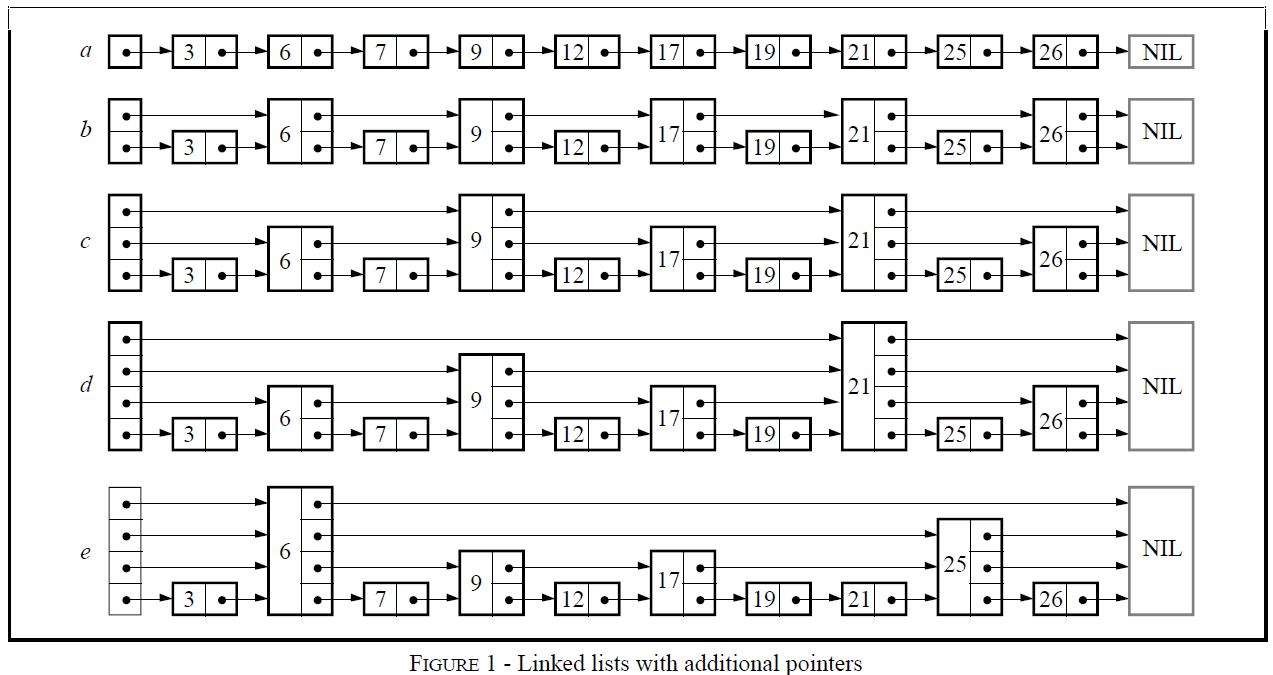 a 3 6 7 9 12 17 19 21 25 26 NIL
b 3 6 7 9 12 17 19 21 25 26 NIL
c 3 6 7 9 12 17 19 21 25 26 NIL
d 3 6 7 9 12 17 19 21 25 26 NIL
e 3 6 7 9 12 17 19 21 25 26 NIL
FIGURE 1 - Linked lists with additional pointers